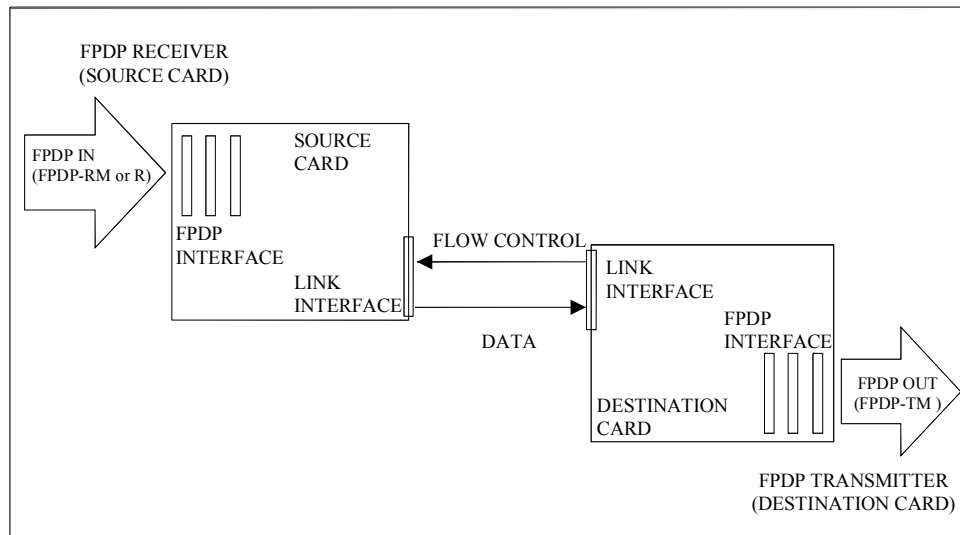 FPDP RECEIVER
(SOURCE CARD)
FPDP IN
(FPDP-RM or R)
SOURCE
CARD
FPDP
INTERFACE
LINK
INTERFACE
FLOW CONTROL
DATA
LINK
INTERFACE
FPDP
INTERFACE
DESTINATION
CARD
FPDP OUT
(FPDP-TM )
FPDP TRANSMITTER
(DESTINATION CARD)